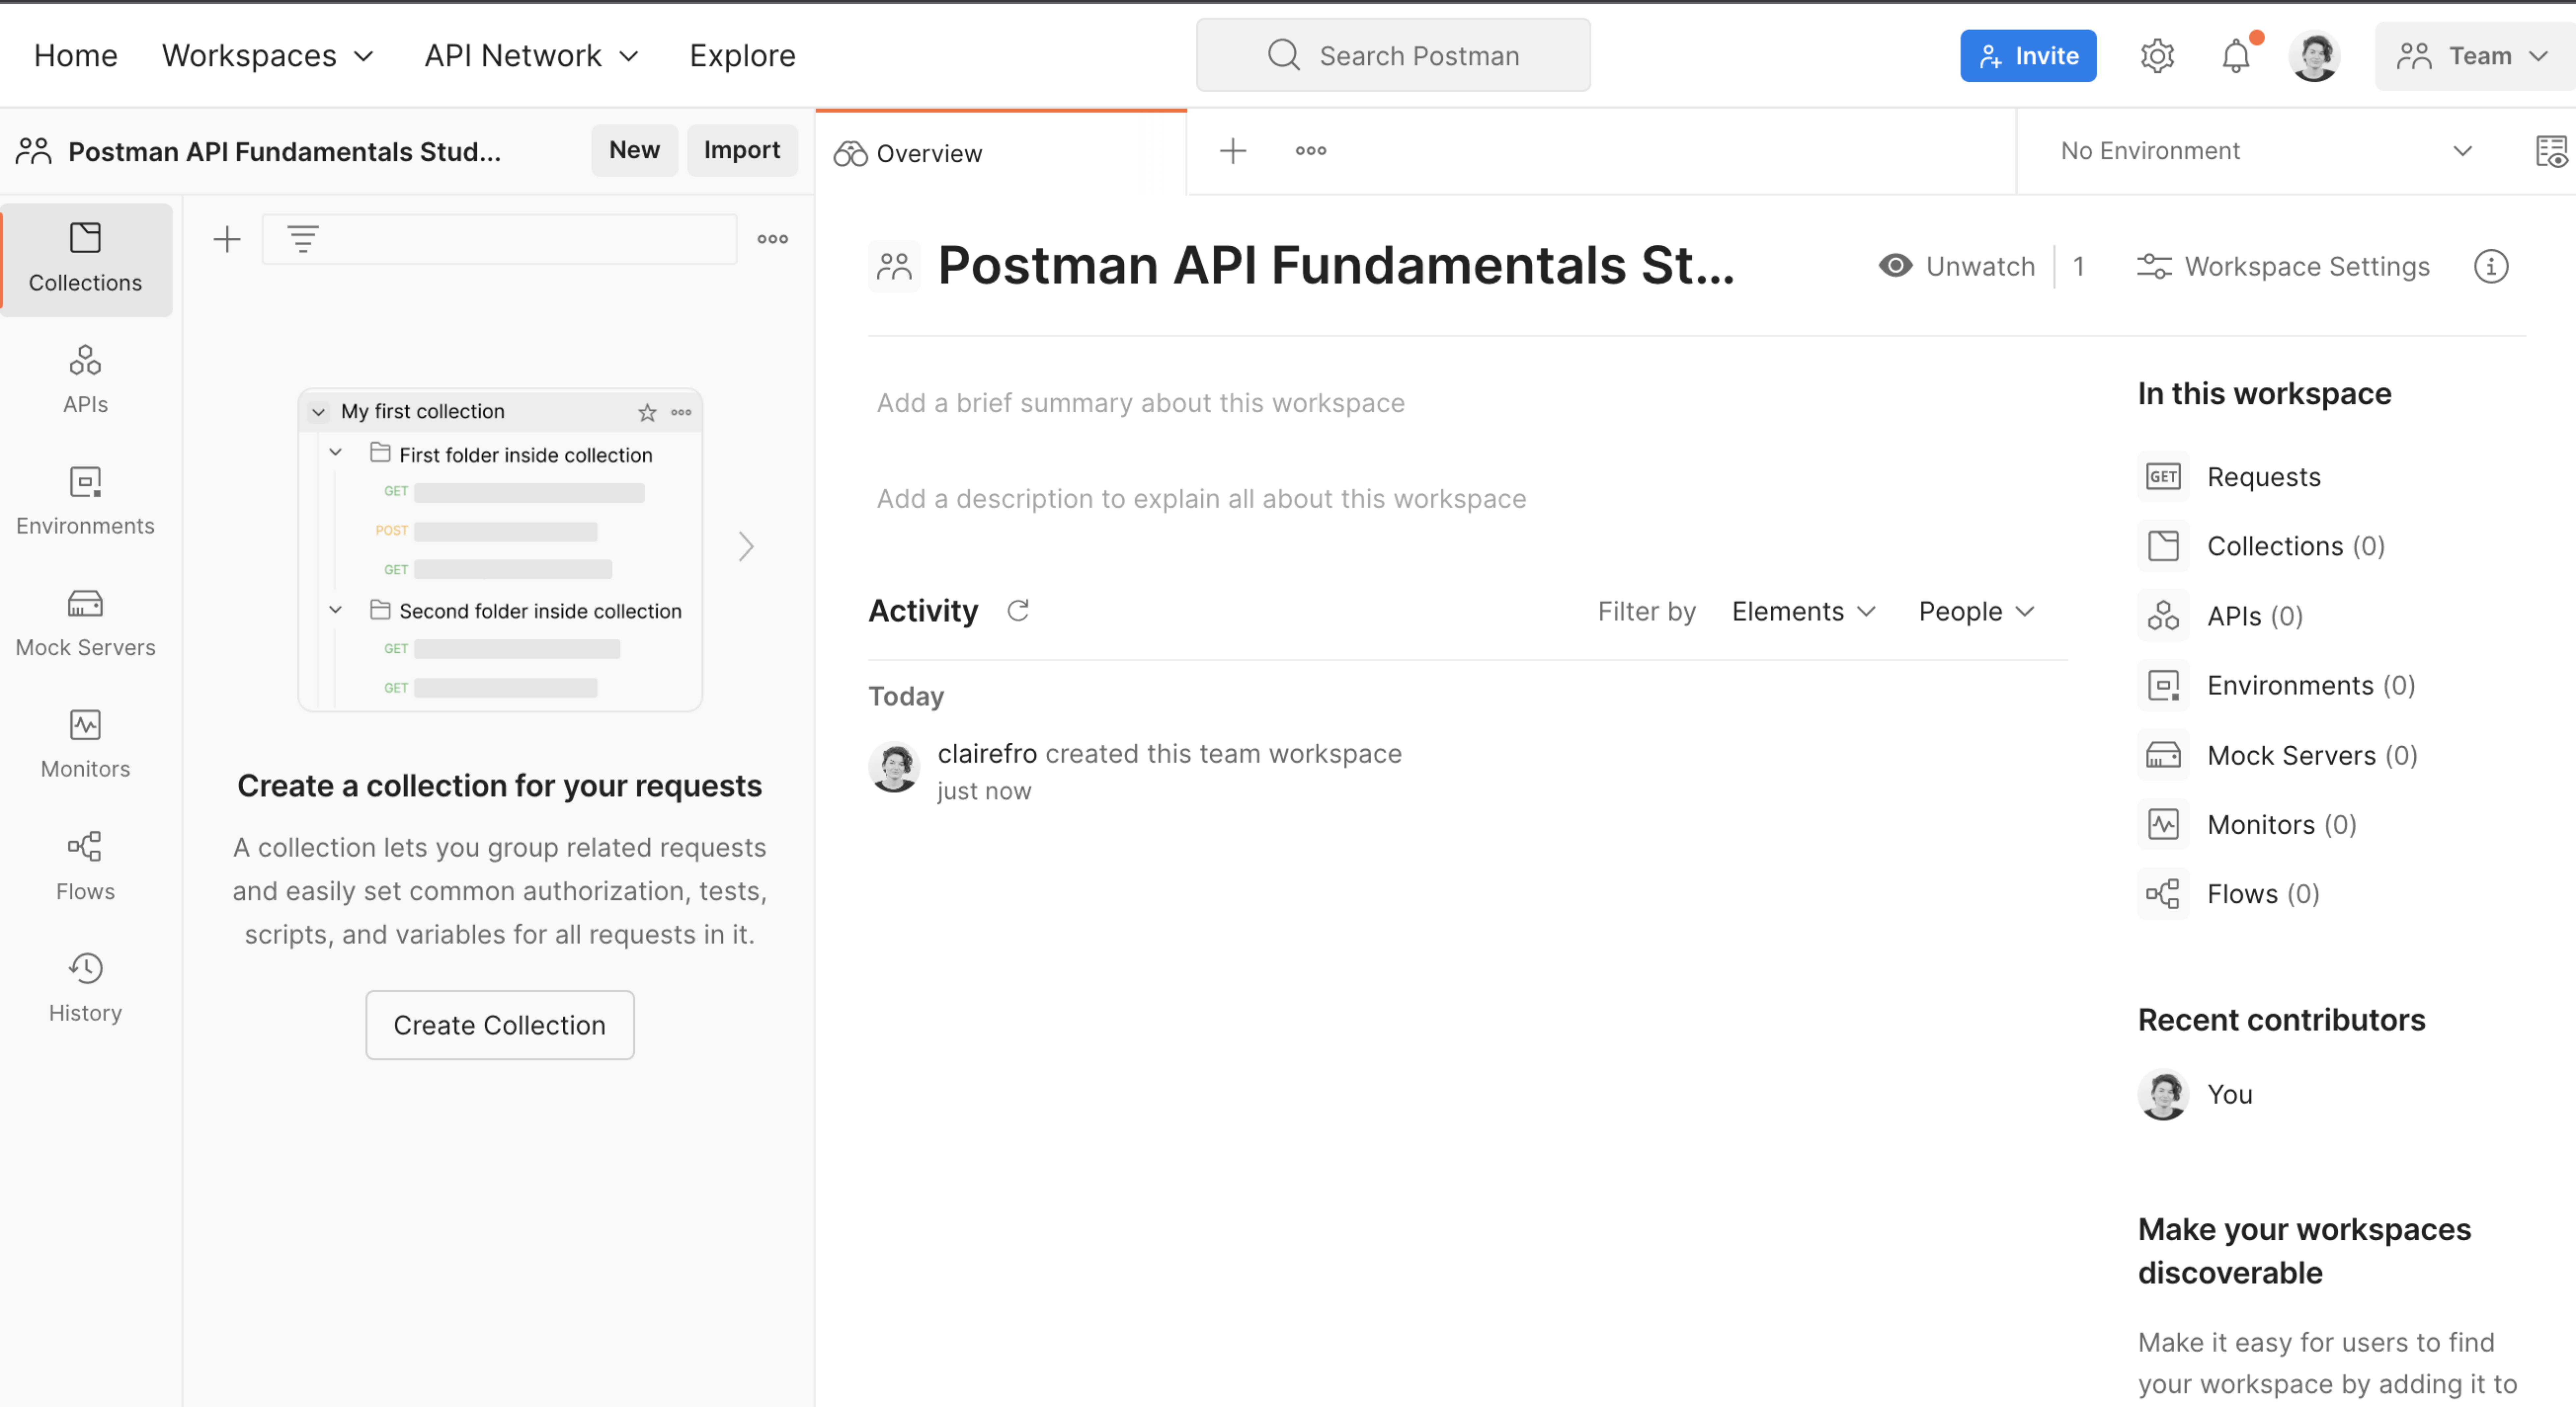 Home Workspaces API Network Explore Search Postman Invite Team
Postman API Fundamentals Stud... New Import Overview No Environment
Collections
APIs
Environments
Mock Servers
Monitors
Flows
History
My first collection
First folder inside collection
GET
POST
GET
Second folder inside collection
GET
GET
Create a collection for your requests
A collection lets you group related requests
and easily set common authorization, tests,
scripts, and variables for all requests in it.
Create Collection
Postman API Fundamentals St... Unwatch 1 Workspace Settings
Add a brief summary about this workspace
Add a description to explain all about this workspace
Activity Filter by Elements People
Today
clairefro created this team workspace
just now
In this workspace
GET Requests
Collections (0)
APIs (0)
Environments (0)
Mock Servers (0)
Monitors (0)
Flows (0)
Recent contributors
You
Make your workspaces
discoverable
Make it easy for users to find
your workspace by adding it to